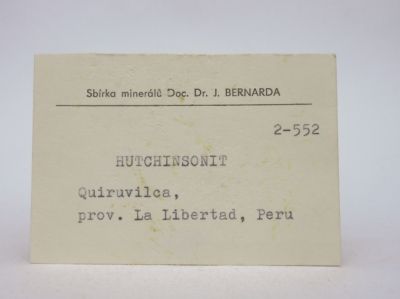 Sbírka minerálů Doc. Dr. J. BERNARDA
2-552
HUTCHINSONIT
Quiruvilca,
prov. La Libertad, Peru